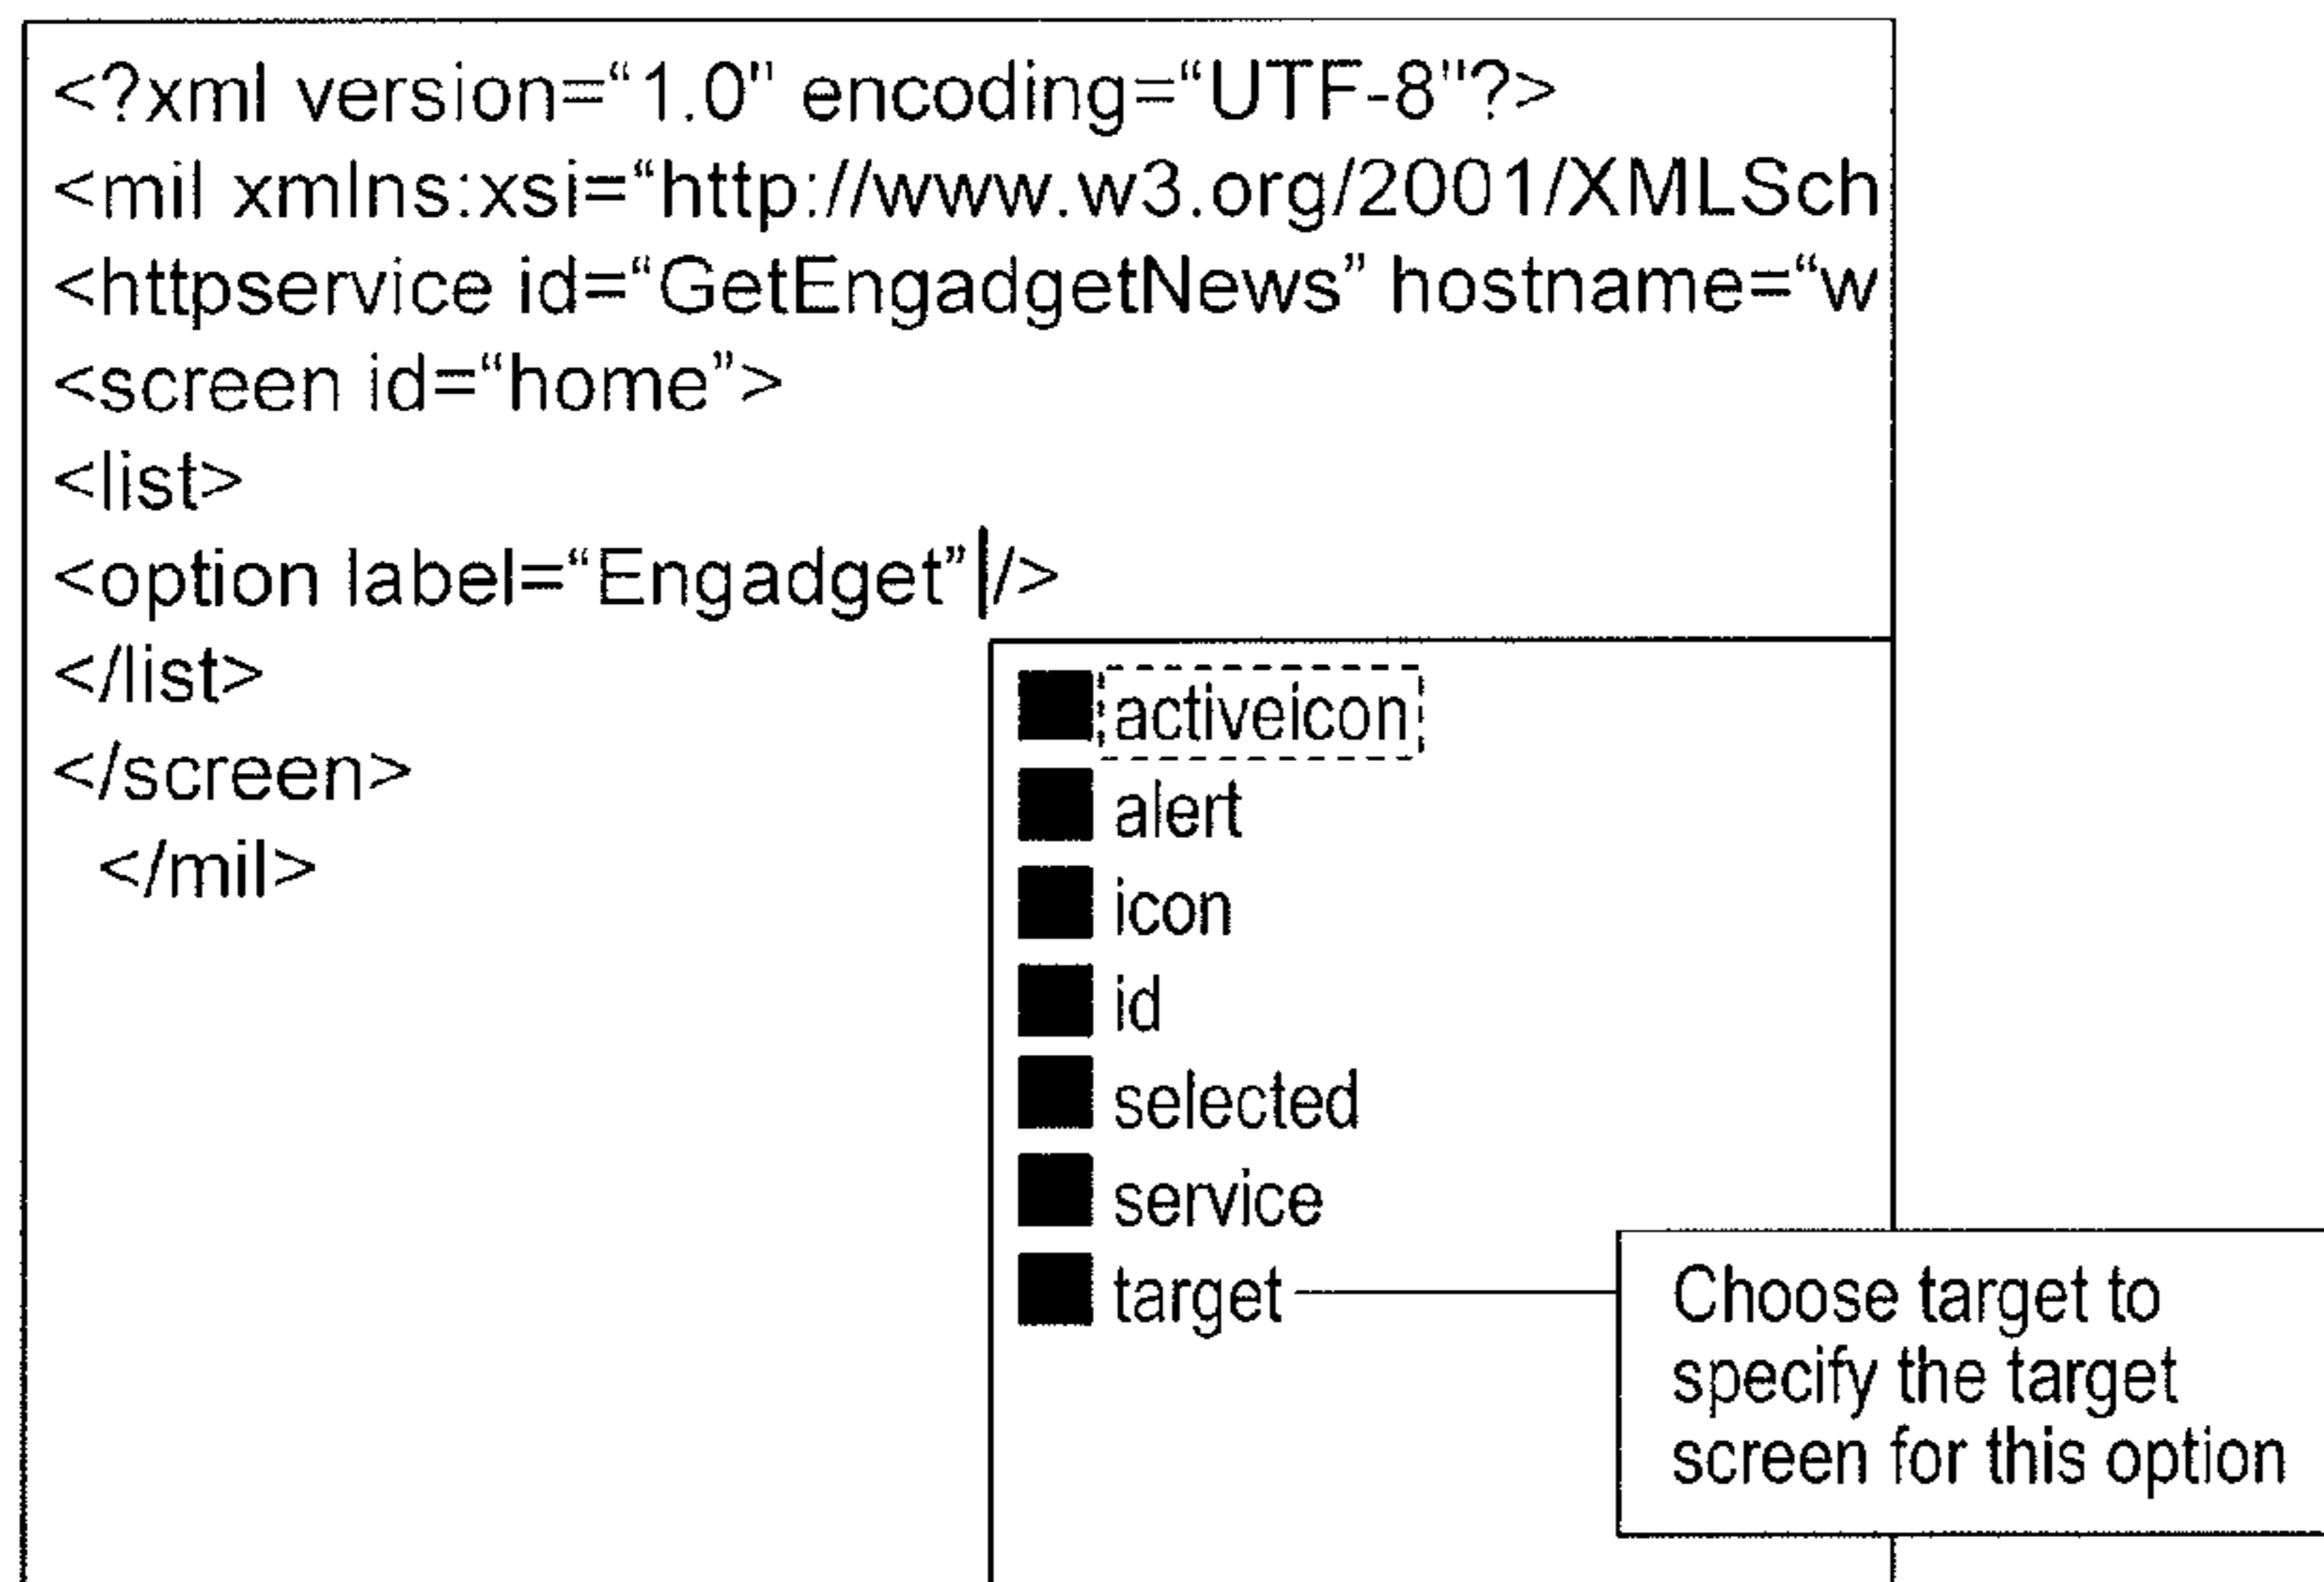 <?xml version=“1.0" encoding=“UTF-8"?>
<mil xmlns:xsi=“http://www.w3.org/2001/XMLSch
<httpservice id=“GetEngadgetNews” hostname=“w
<screen id=“home”>
<list>
<option label=“Engadget” />
</list>
</screen>
</mil>
activeicon
alert
icon
id
selected
service
target
Choose target to
specify the target
screen for this option